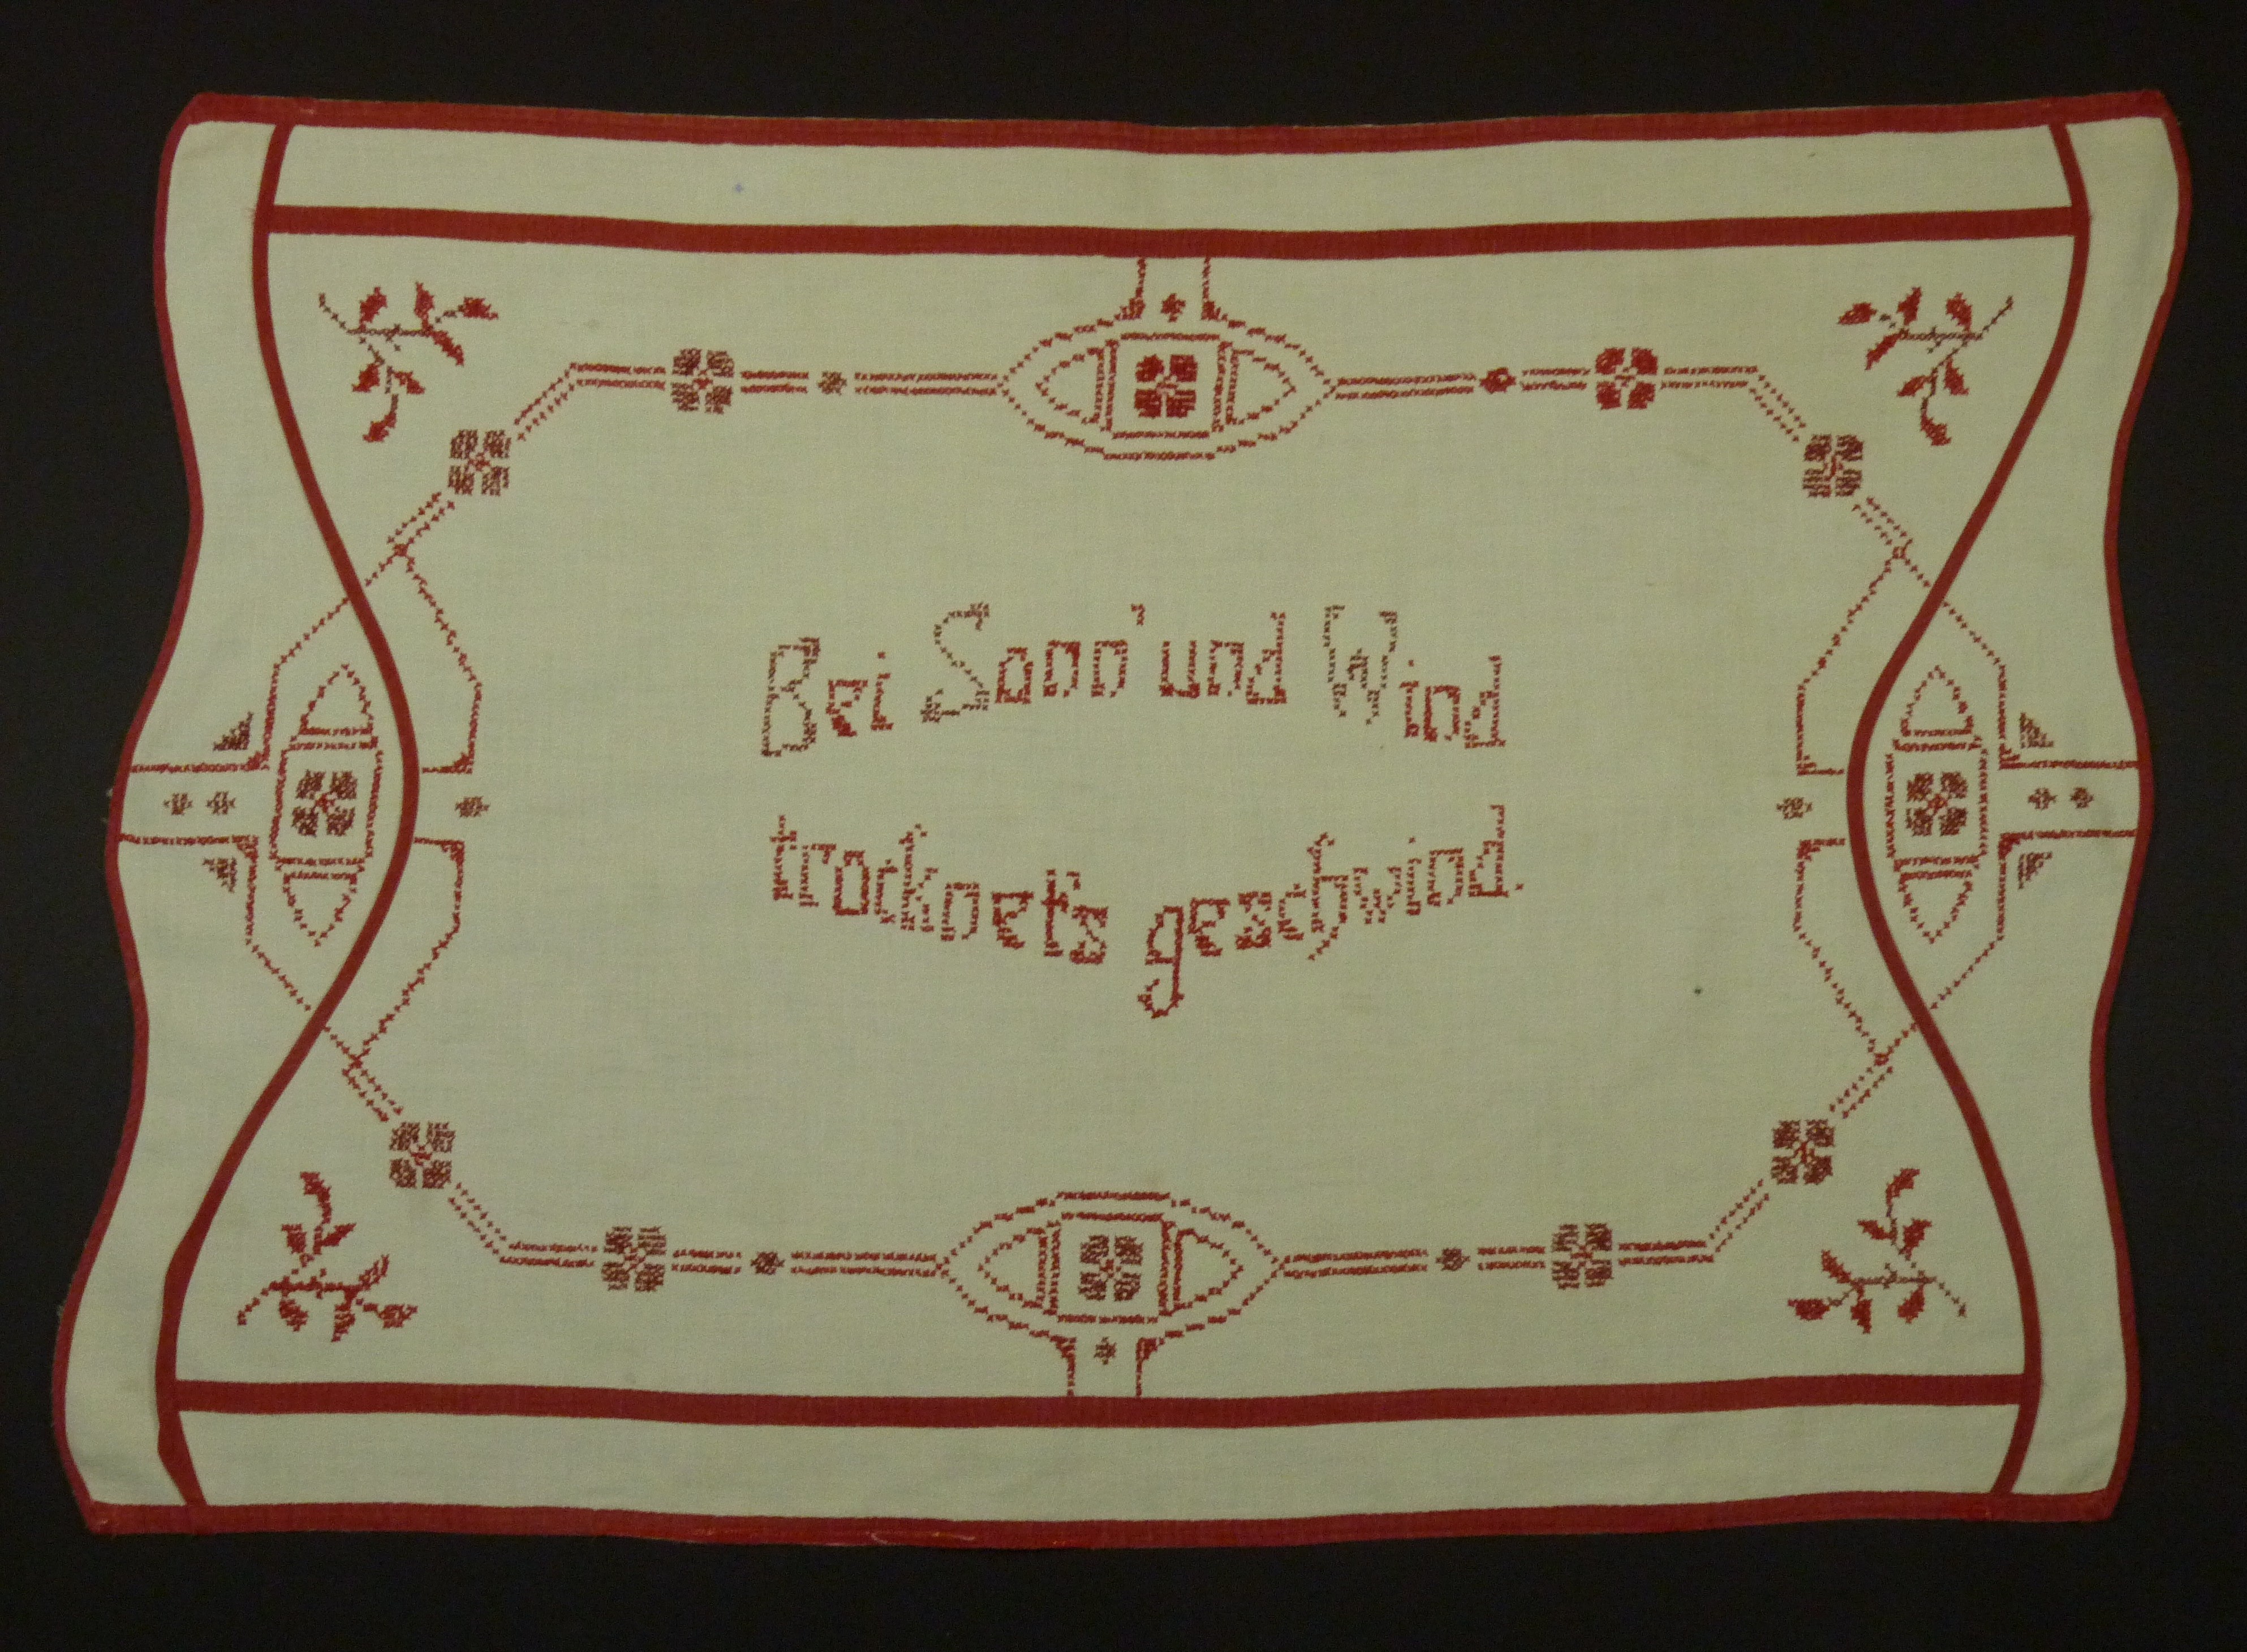 Bei Sonn' und Wind
trocknet's geschwind.